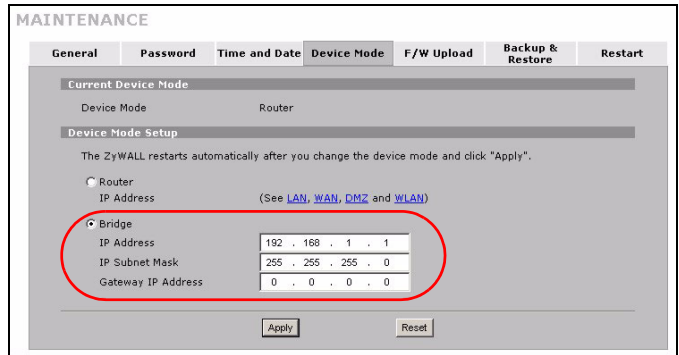 MAINTENANCE
General Password Time and Date Device Mode F/W Upload Backup & Restore Restart
Current Device Mode
Device Mode Router
Device Mode Setup
The ZyWALL restarts automatically after you change the device mode and click "Apply".
Router
IP Address (See LAN, WAN, DMZ and WLAN)
Bridge
IP Address 192 . 168 . 1 . 1
IP Subnet Mask 255 . 255 . 255 . 0
Gateway IP Address 0 . 0 . 0 . 0
Apply Reset